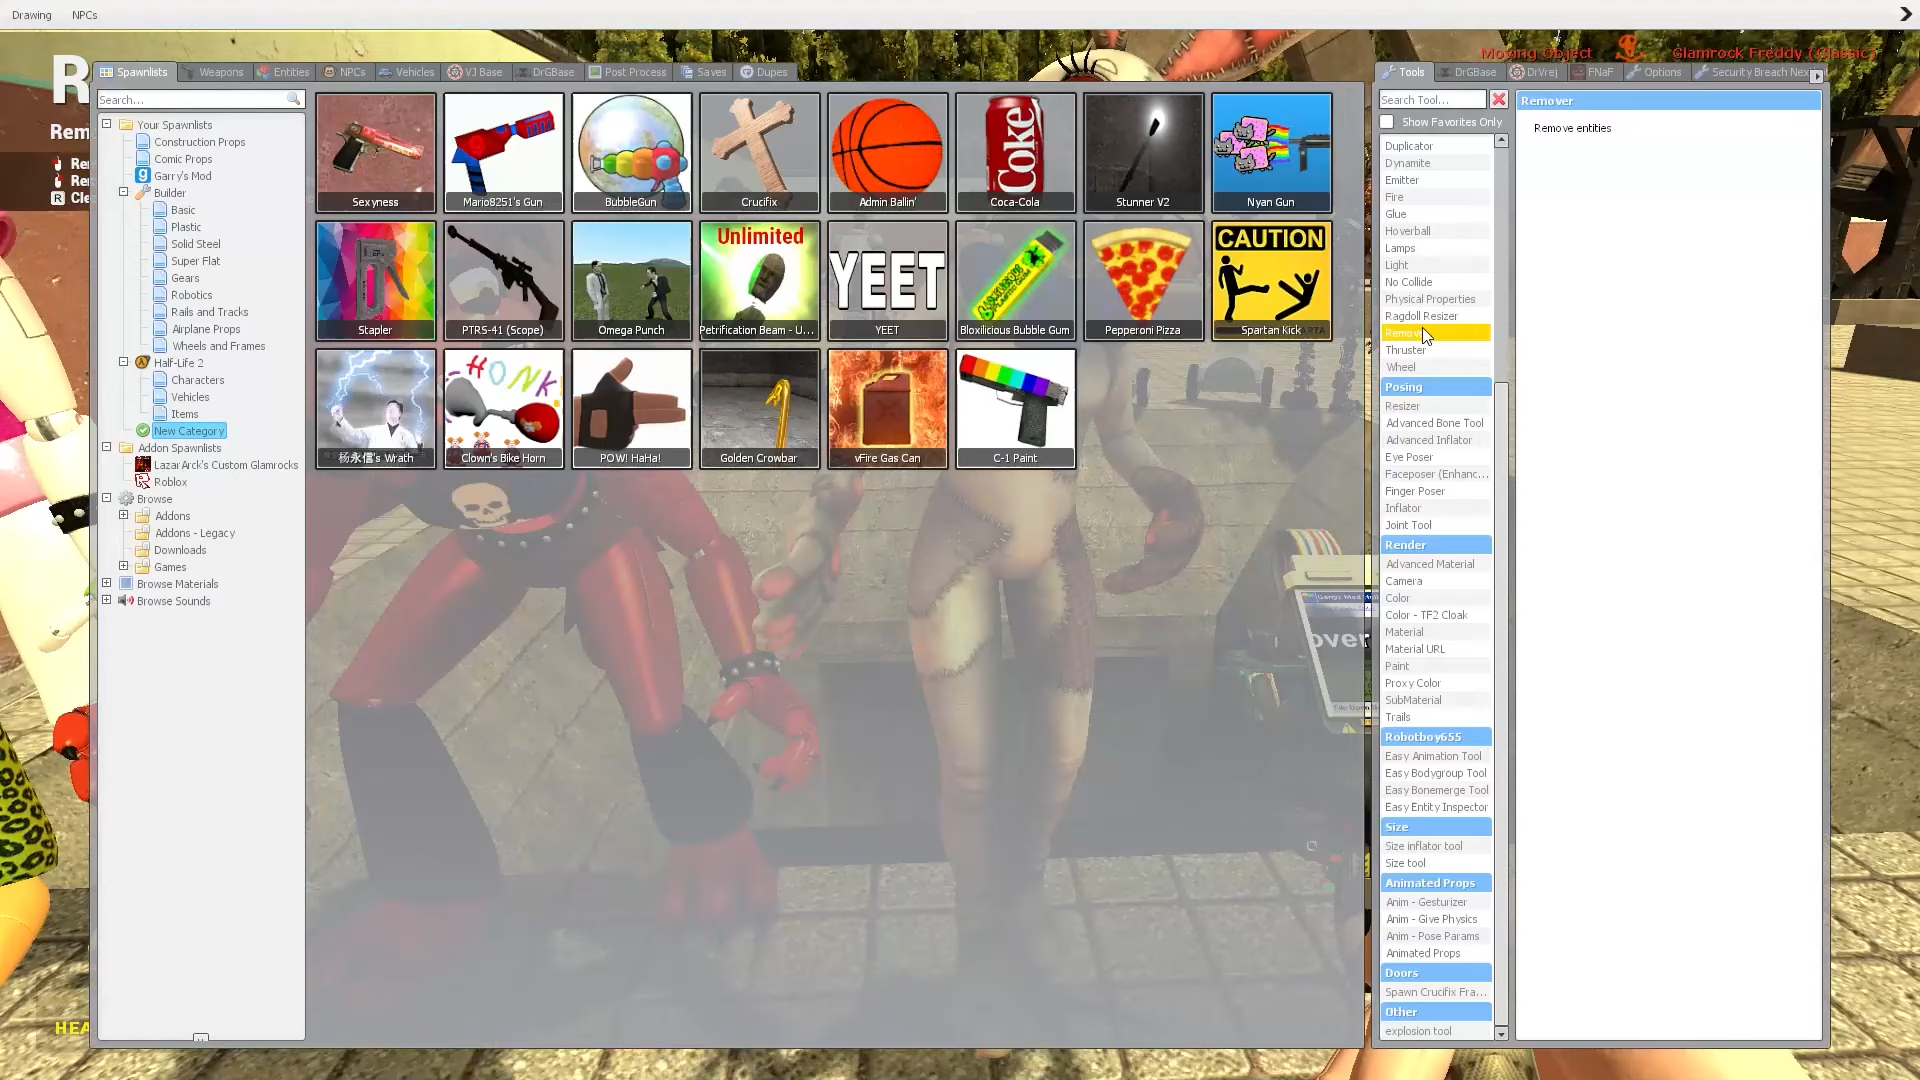 Drawing NPCs
Moving Object Glamrock Freddy (Classic)
Spawnlists Weapons Entities NPCs Vehicles VJ Base DrGBase Post Process Saves Dupes
Tools DrGBase DrVrej FNaF Options Security Breach Nex
Search...
Your Spawnlists
Construction Props
Comic Props
Garry's Mod
Builder
Basic
Plastic
Solid Steel
Super Flat
Gears
Robotics
Rails and Tracks
Airplane Props
Wheels and Frames
Half-Life 2
Characters
Vehicles
Items
New Category
Addon Spawnlists
LazarArck's Custom Glamrocks
Roblox
Browse
Addons
Addons - Legacy
Downloads
Games
Browse Materials
Browse Sounds
Coke
Sexyness Mario8251's Gun BubbleGun Crucifix Admin Ballin' Coca-Cola Stunner V2 Nyan Gun
Unlimited YEET CAUTION
Stapler PTRS-41 (Scope) Omega Punch Petrification Beam - U... YEET Bloxilicious Bubble Gum Pepperoni Pizza Spartan Kick
HONK
杨永信's Wrath Clown's Bike Horn POW! HaHa! Golden Crowbar vFire Gas Can C-1 Paint
Search Tool...
Show Favorites Only
Duplicator
Dynamite
Emitter
Fire
Glue
Hoverball
Lamps
Light
No Collide
Physical Properties
Ragdoll Resizer
Remov
Thruster
Wheel
Posing
Resizer
Advanced Bone Tool
Advanced Inflator
Eye Poser
Faceposer (Enhanc...
Finger Poser
Inflator
Joint Tool
Render
Advanced Material
Camera
Color
Color - TF2 Cloak
Material
Material URL
Paint
Proxy Color
SubMaterial
Trails
Robotboy655
Easy Animation Tool
Easy Bodygroup Tool
Easy Bonemerge Tool
Easy Entity Inspector
Size
Size inflator tool
Size tool
Animated Props
Anim - Gesturizer
Anim - Give Physics
Anim - Pose Params
Animated Props
Doors
Spawn Crucifix Fra...
Other
explosion tool
Remover
Remove entities
R
Rem
Re
Re
R Cle
over
HEA